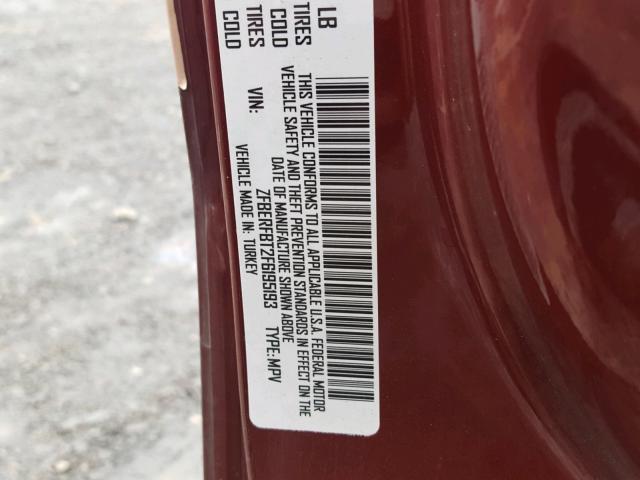 LB
TIRES COLD
TIRES COLD
THIS VEHICLE CONFORMS TO ALL APPLICABLE U.S.A. FEDERAL MOTOR
VEHICLE SAFETY AND THEFT PREVENTION STANDARDS IN EFFECT ON THE
DATE OF MANUFACTURE SHOWN ABOVE
VIN: ZFBERFBT2F6195193 TYPE: MPV
VEHICLE MADE IN: TURKEY